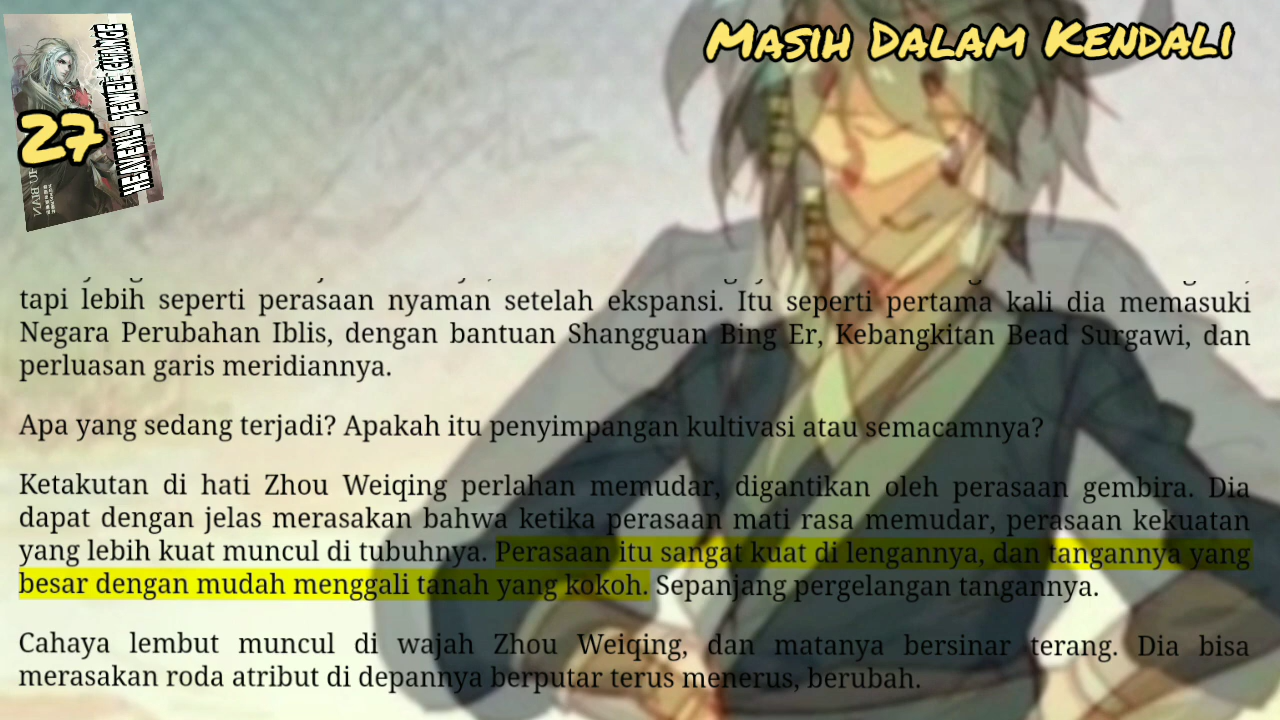 Masih Dalam Kendali
27
HEAVENLY JEWEL CHANGE
tapi lebih seperti perasaan nyaman setelah ekspansi. Itu seperti pertama kali dia memasuki
Negara Perubahan Iblis, dengan bantuan Shangguan Bing Er, Kebangkitan Bead Surgawi, dan
perluasan garis meridiannya.
Apa yang sedang terjadi? Apakah itu penyimpangan kultivasi atau semacamnya?
Ketakutan di hati Zhou Weiqing perlahan memudar, digantikan oleh perasaan gembira. Dia
dapat dengan jelas merasakan bahwa ketika perasaan mati rasa memudar, perasaan kekuatan
yang lebih kuat muncul di tubuhnya. Perasaan itu sangat kuat di lengannya, dan tangannya yang
besar dengan mudah menggali tanah yang kokoh. Sepanjang pergelangan tangannya.
Cahaya lembut muncul di wajah Zhou Weiqing, dan matanya bersinar terang. Dia bisa
merasakan roda atribut di depannya berputar terus menerus, berubah.